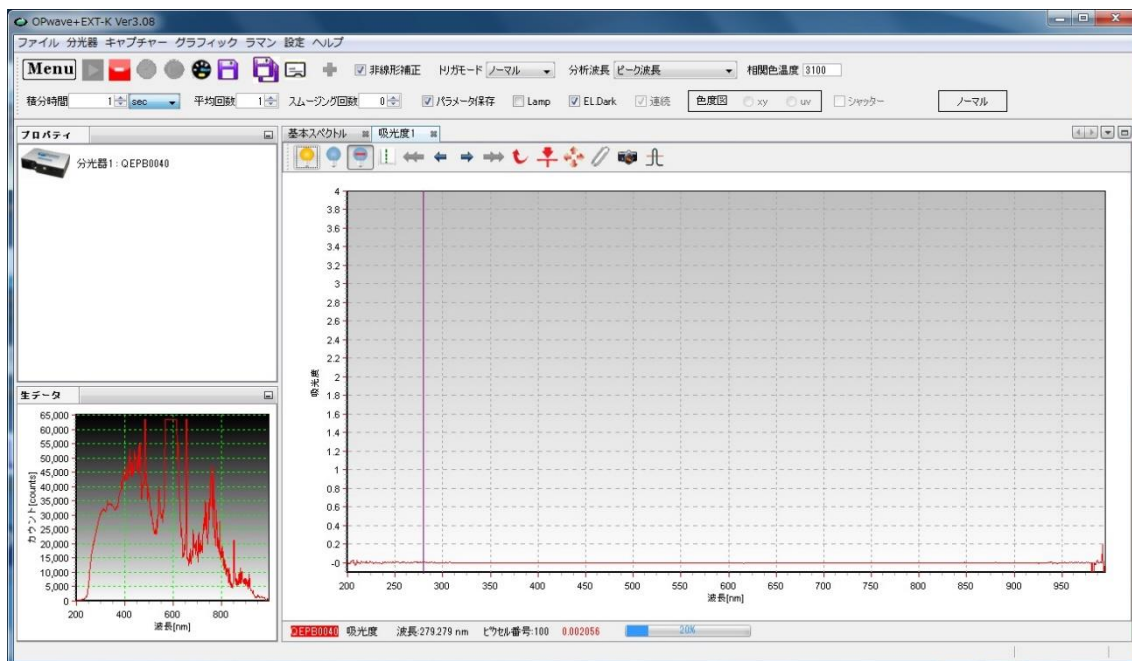 OPwave+EXT-K Ver3.08
ファイル 分光器 キャプチャー グラフィック ラマン 設定 ヘルプ
Menu 非線形補正 トリガモード ノーマル 分析波長 ピーク波長 相関色温度 3100
積分時間 1 sec 平均回数 1 スムージング回数 0 パラメータ保存 Lamp EL.Dark 連続 色度図 xy uv シャッター ノーマル
プロパティ
分光器1 : QEPB0040
基本スペクトル 吸光度1
4
3.8
3.6
3.4
3.2
3
2.8
2.6
2.4
2.2
2
1.8
1.6
1.4
1.2
1
0.8
0.6
0.4
0.2
-0
吸光度
200 250 300 350 400 450 500 550 600 650 700 750 800 850 900 950
波長[nm]
生データ
65,000
60,000
55,000
50,000
45,000
40,000
35,000
30,000
25,000
20,000
15,000
10,000
5,000
0
カウント[counts]
200 400 600 800
波長[nm]
QEPB0040 吸光度 波長:279.279 nm ピクセル番号:100 0.002056 20%